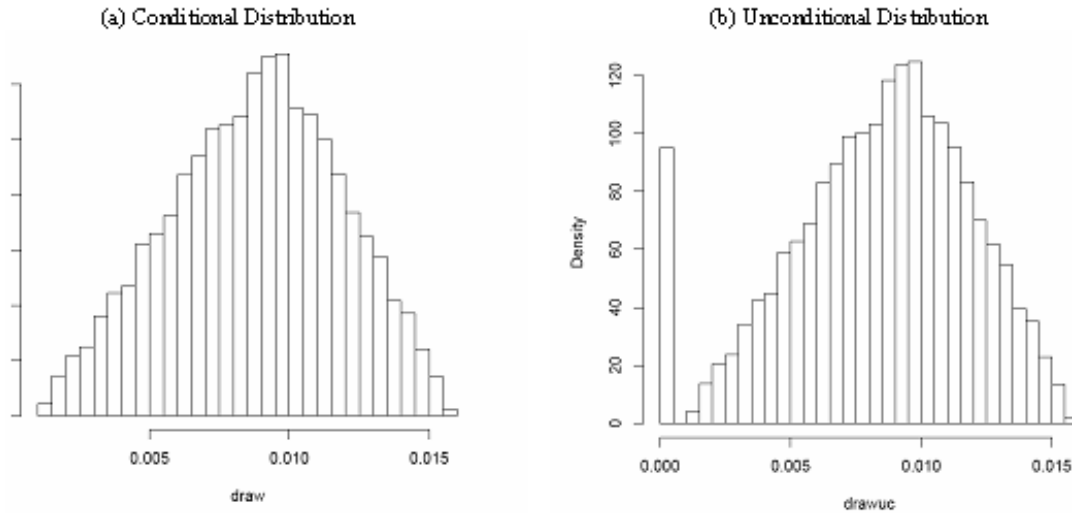 (a) Conditional Distribution
0.005 0.010 0.015
draw
(b) Unconditional Distribution
Density
120
100
80
60
40
20
0
0.000 0.005 0.010 0.015
drawuc